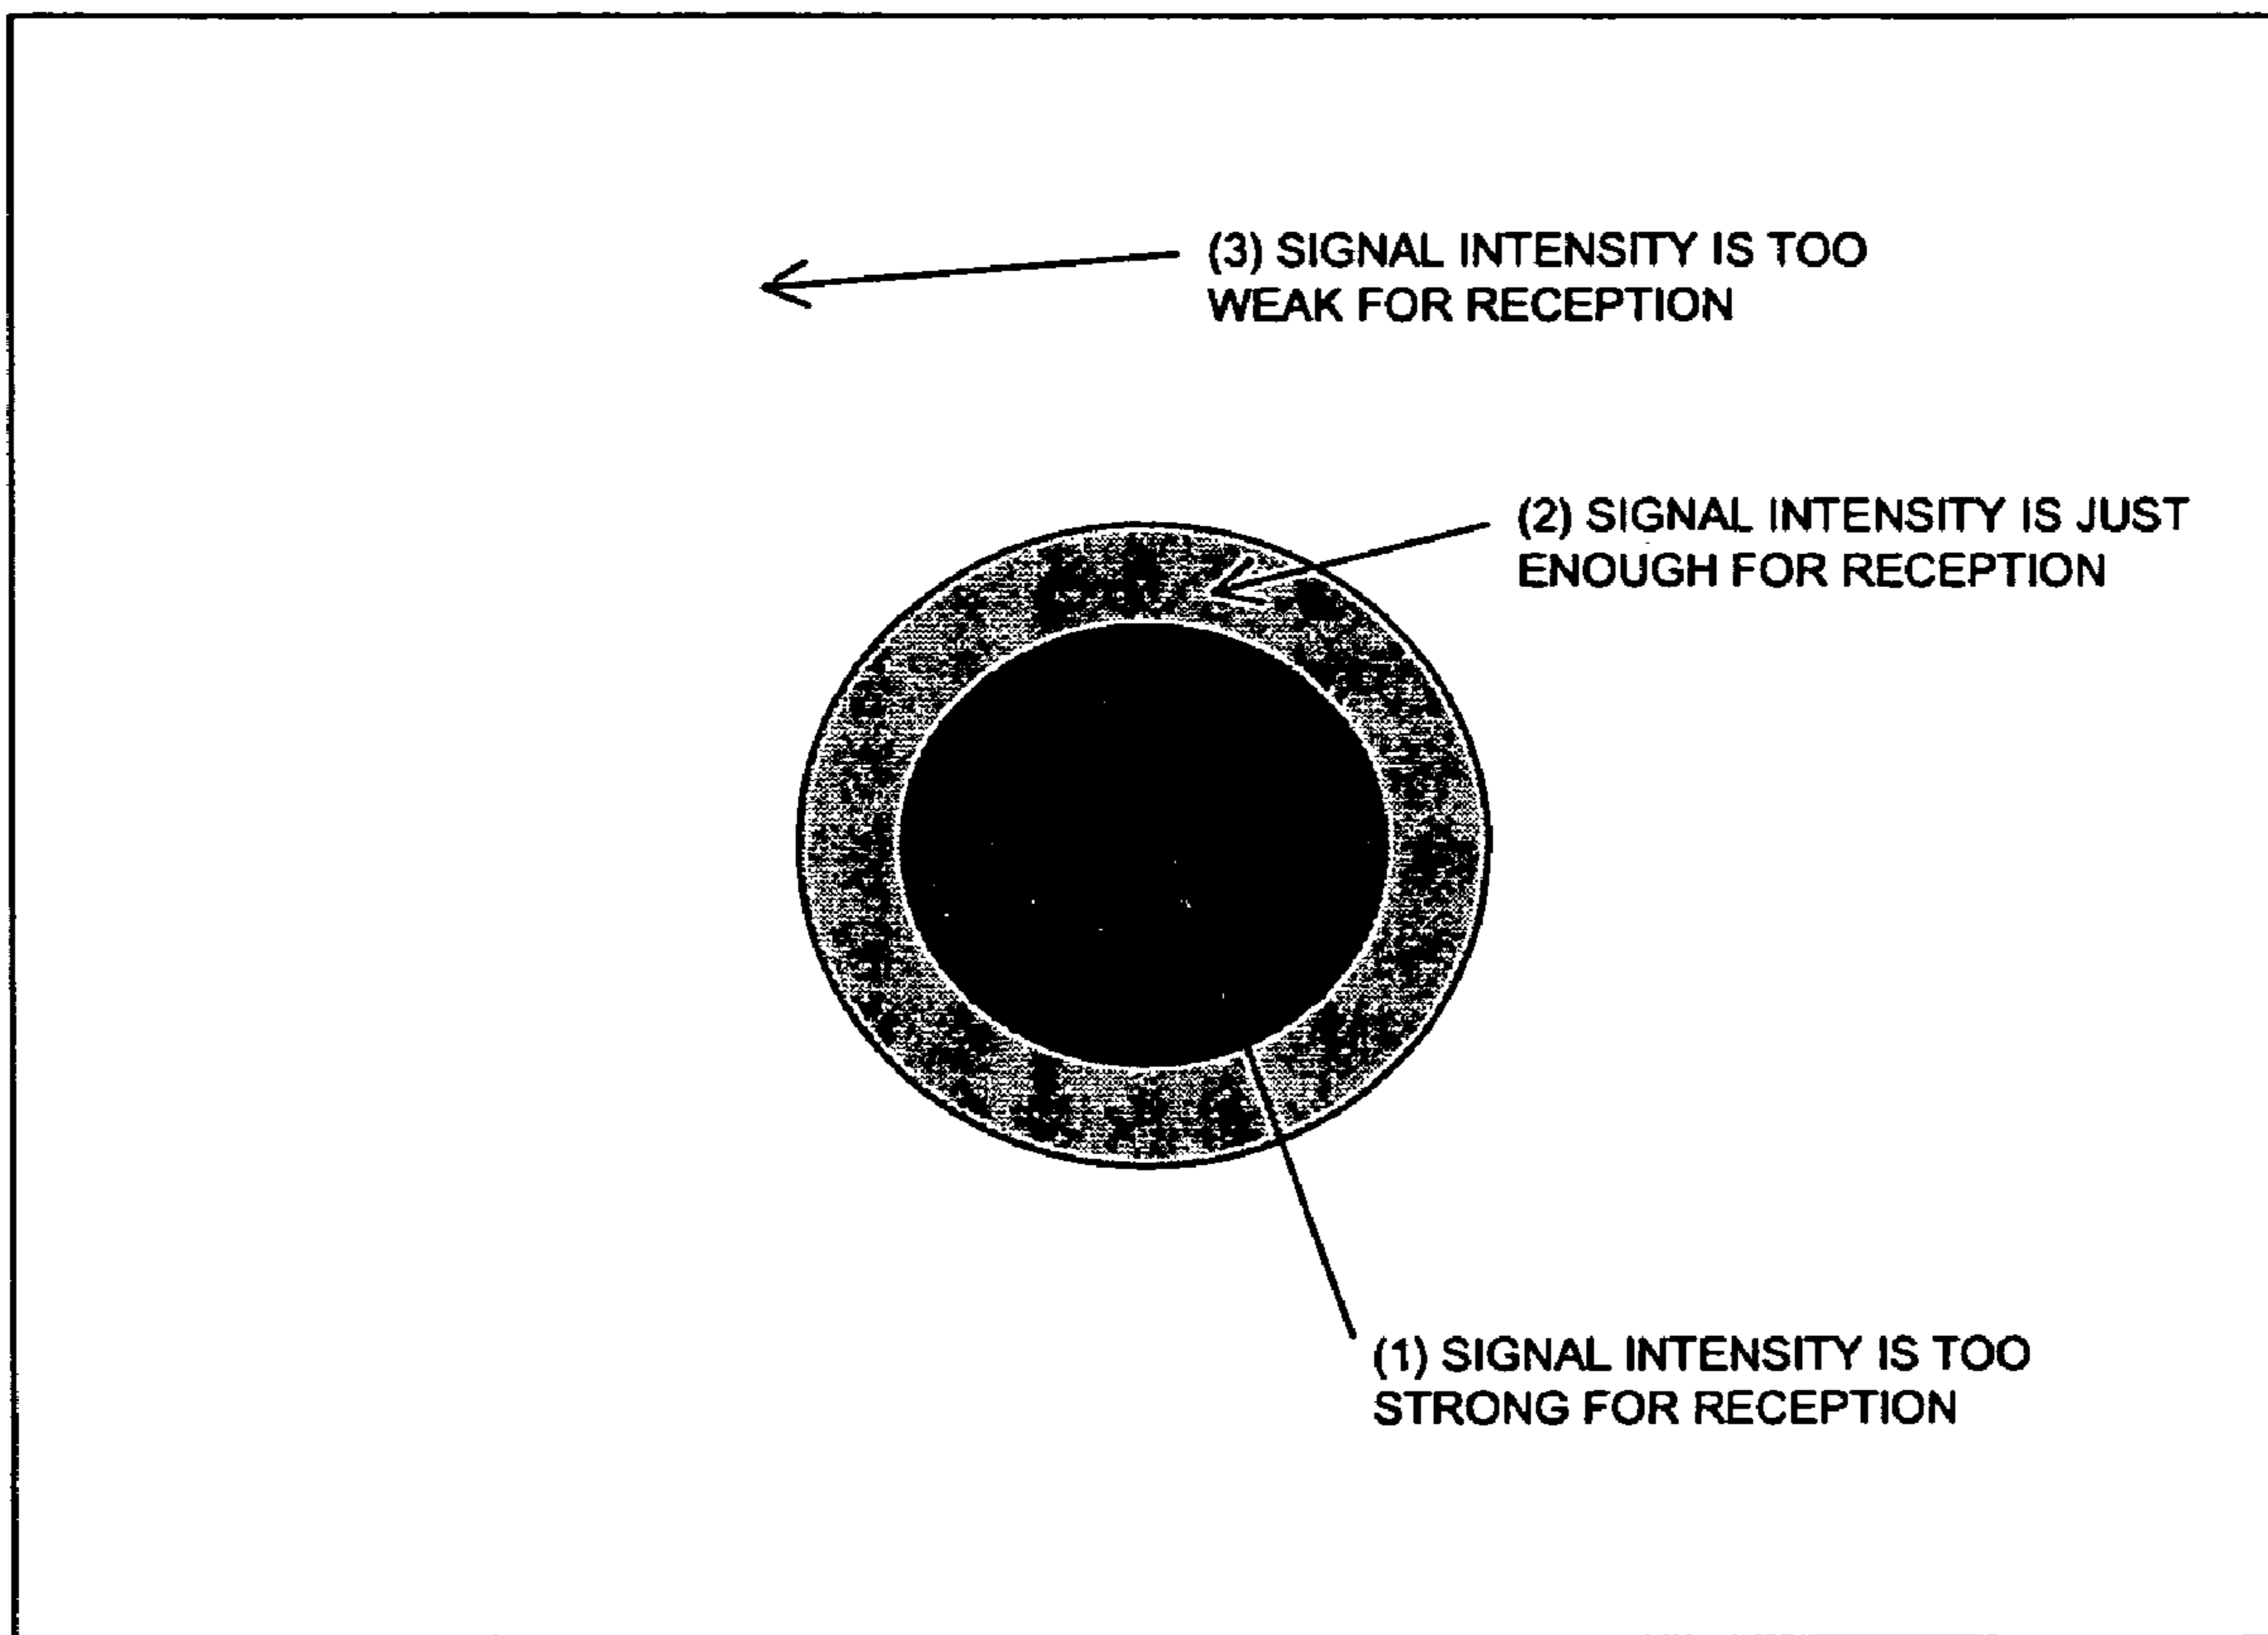 (3) SIGNAL INTENSITY IS TOO
WEAK FOR RECEPTION
(2) SIGNAL INTENSITY IS JUST
ENOUGH FOR RECEPTION
(1) SIGNAL INTENSITY IS TOO
STRONG FOR RECEPTION